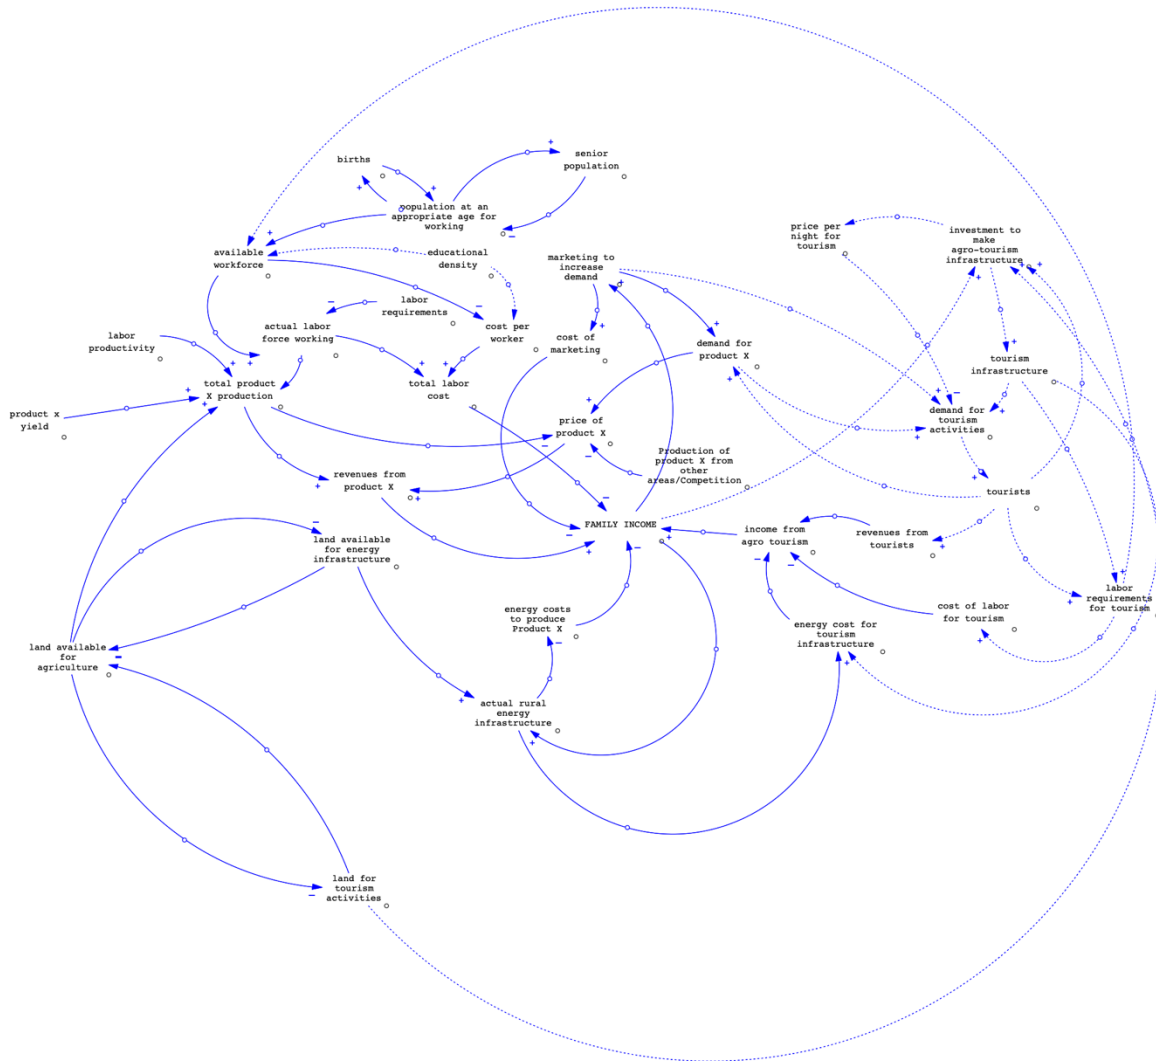 births
senior
population
population at an
appropriate age for
working
price per
night for
tourism
investment to
make
agro-tourism
infrastructure
available
workforce
educational
density
marketing to
increase
demand
labor
requirements
labor
productivity
actual labor
force working
cost per
worker
cost of
marketing
demand for
product X
tourism
infrastructure
total product
X production
total labor
cost
product x
yield
price of
product X
demand for
tourism
activities
Production of
product X from
other
areas/Competition
revenues from
product X
tourists
FAMILY INCOME
income from
agro tourism
revenues from
tourists
land available
for energy
infrastructure
labor
requirements
for tourism
energy costs
to produce
Product X
cost of labor
for tourism
energy cost for
tourism
infrastructure
land available
for
agriculture
actual rural
energy
infrastructure
land for
tourism
activities